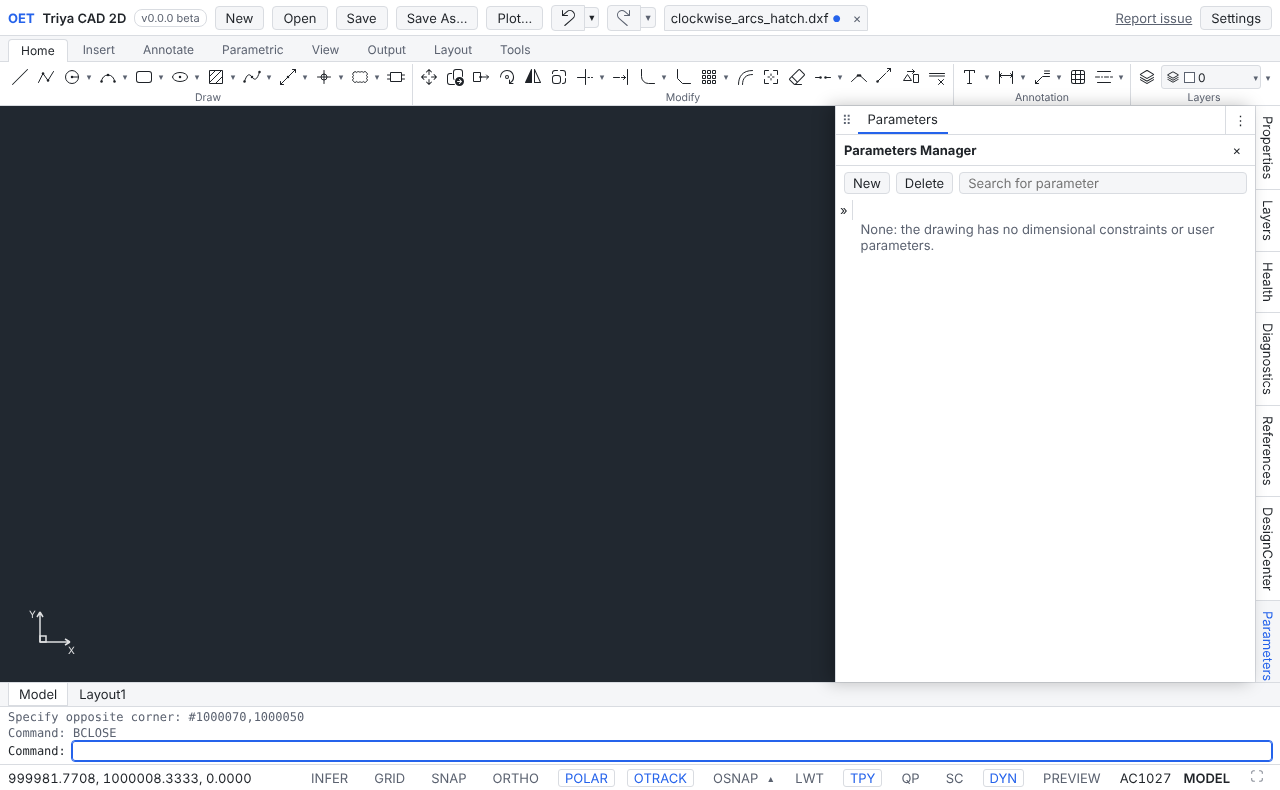 OET Triya CAD 2D v0.0.0 beta New Open Save Save As... Plot... clockwise_arcs_hatch.dxf × Report issue Settings
Home Insert Annotate Parametric View Output Layout Tools
0
Draw Modify Annotation Layers
Parameters
Parameters Manager ×
New Delete Search for parameter
»
None: the drawing has no dimensional constraints or user
parameters.
Properties
Layers
Health
Diagnostics
References
DesignCenter
Parameters
Y
X
Model Layout1
Specify opposite corner: #1000070,1000050
Command: BCLOSE
Command:
999981.7708, 1000008.3333, 0.0000 INFER GRID SNAP ORTHO POLAR OTRACK OSNAP LWT TPY QP SC DYN PREVIEW AC1027 MODEL